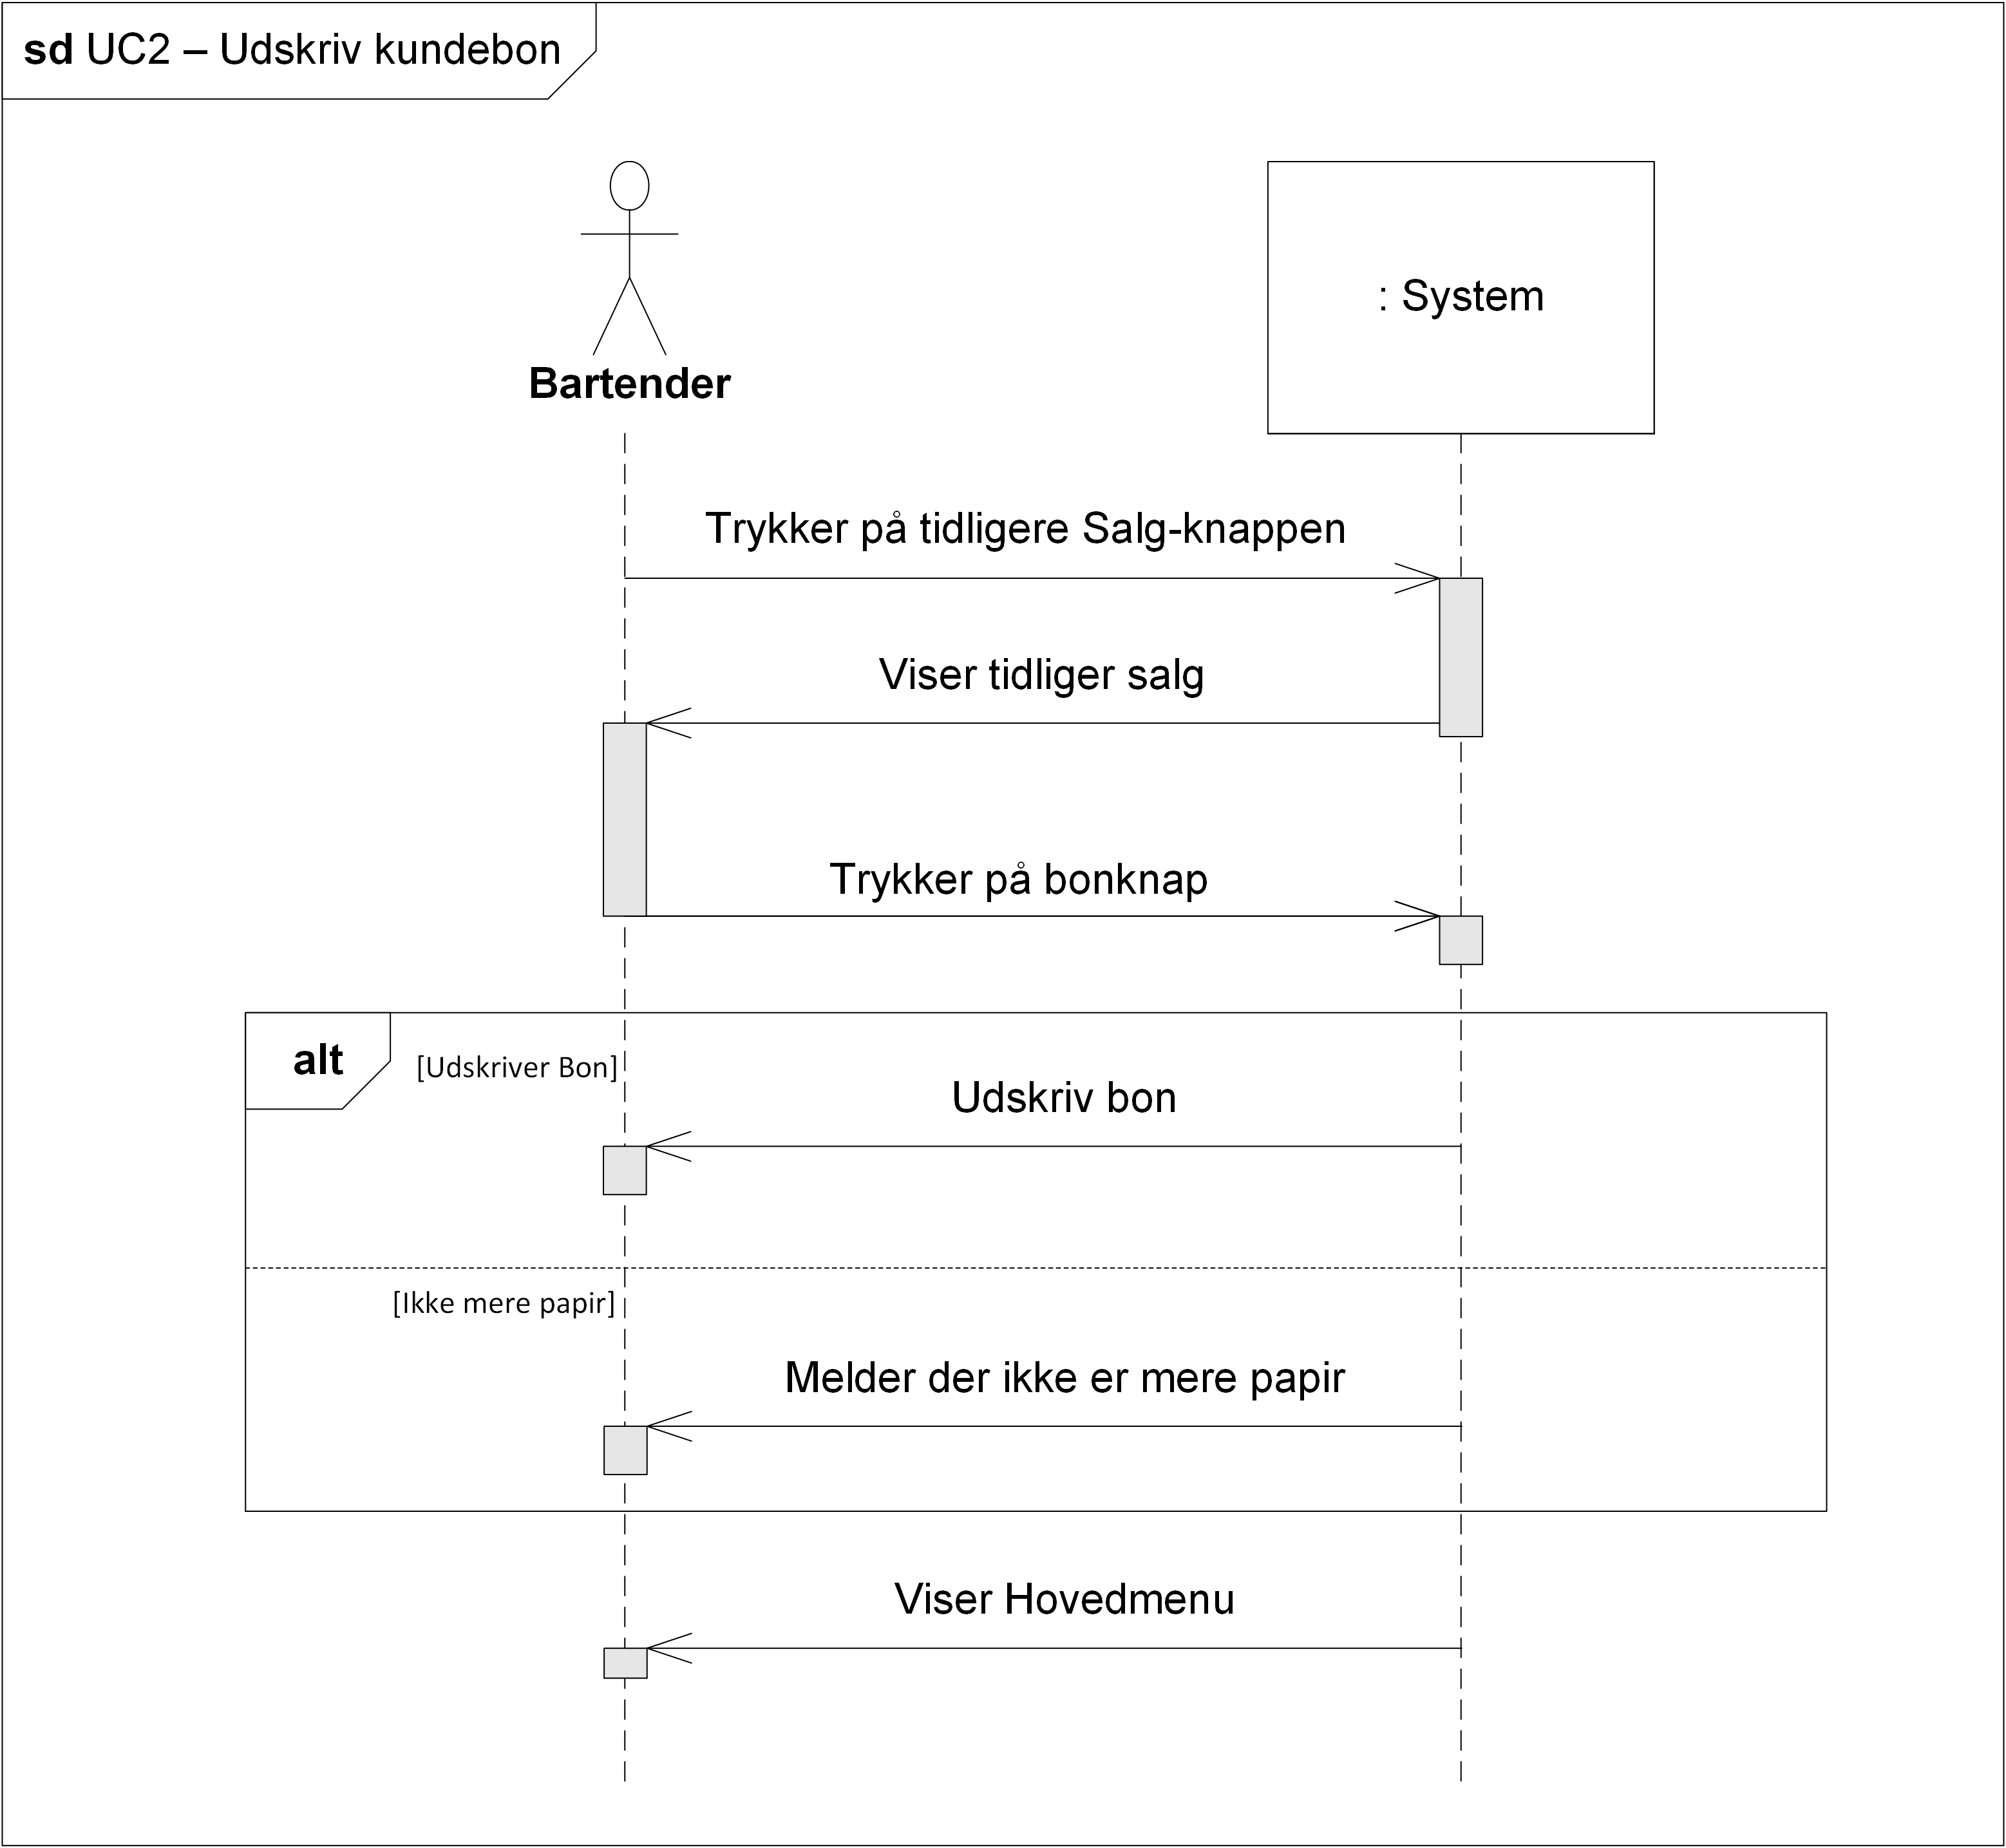 sd UC2 – Udskriv kundebon
Bartender
: System
Trykker på tidligere Salg-knappen
Viser tidliger salg
Trykker på bonknap
alt
[Udskriver Bon]
Udskriv bon
[Ikke mere papir]
Melder der ikke er mere papir
Viser Hovedmenu